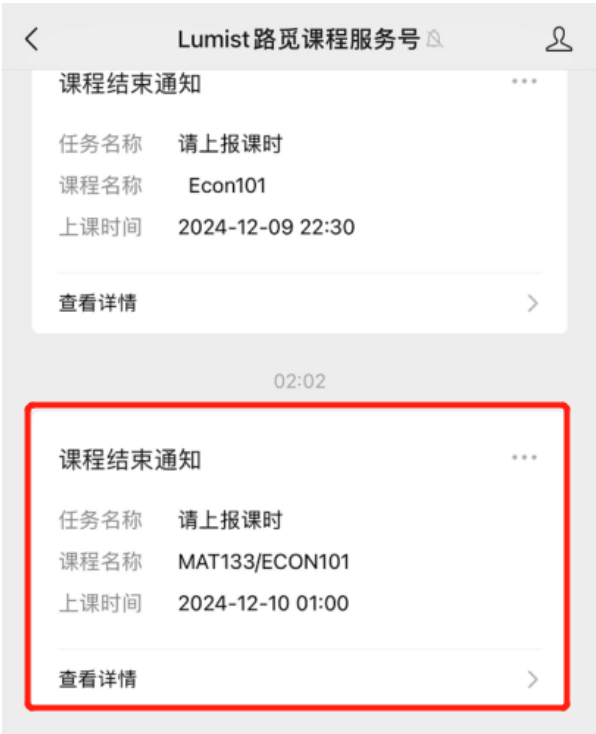 Lumist路觅课程服务号
课程结束通知
任务名称 请上报课时
课程名称 Econ101
上课时间 2024-12-09 22:30
查看详情
02:02
课程结束通知
任务名称 请上报课时
课程名称 MAT133/ECON101
上课时间 2024-12-10 01:00
查看详情